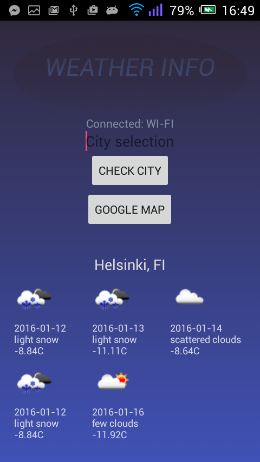 79% 16:49
WEATHER INFO
Connected: WI-FI
City selection
CHECK CITY
GOOGLE MAP
Helsinki, FI
2016-01-12 2016-01-13 2016-01-14
light snow light snow scattered clouds
-8.84C -11.11C -8.64C
2016-01-12 2016-01-16
light snow few clouds
-8.84C -11.92C